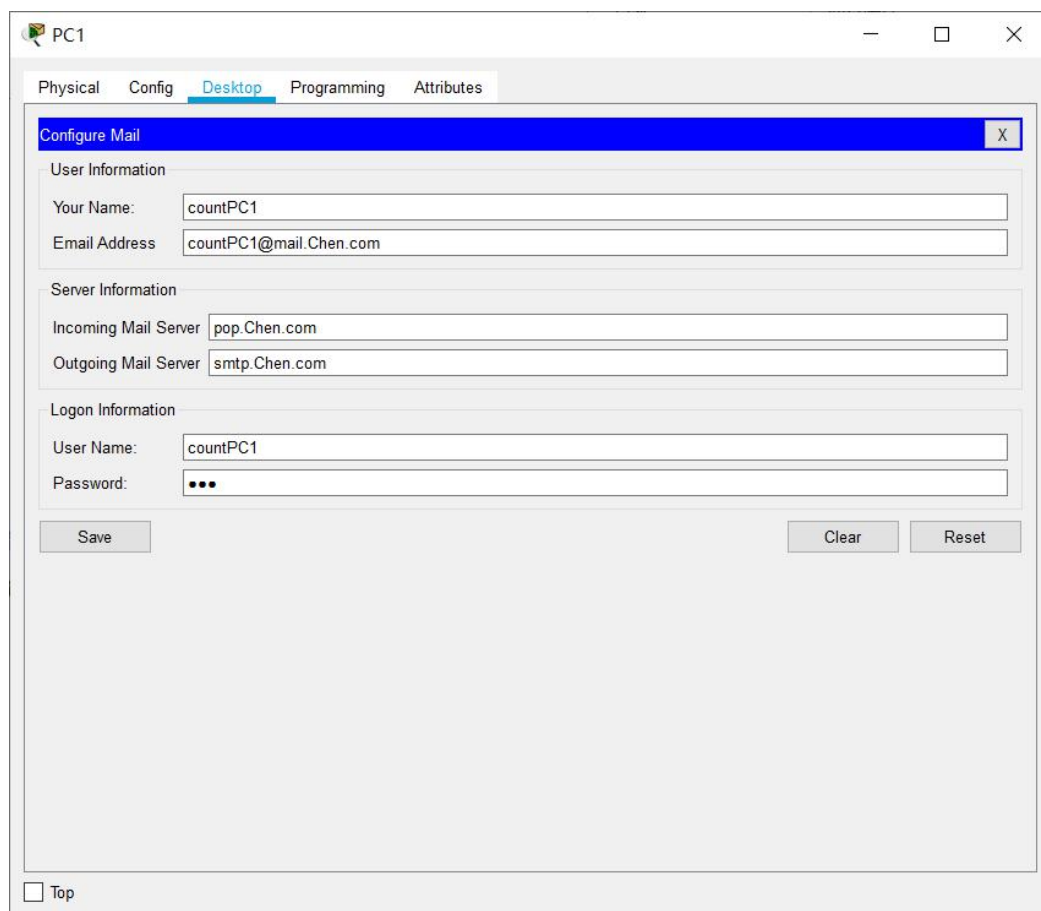 PC1
Physical Config Desktop Programming Attributes
Configure Mail X
User Information
Your Name: countPC1
Email Address countPC1@mail.Chen.com
Server Information
Incoming Mail Server pop.Chen.com
Outgoing Mail Server smtp.Chen.com
Logon Information
User Name: countPC1
Password: ●●●
Save Clear Reset
Top